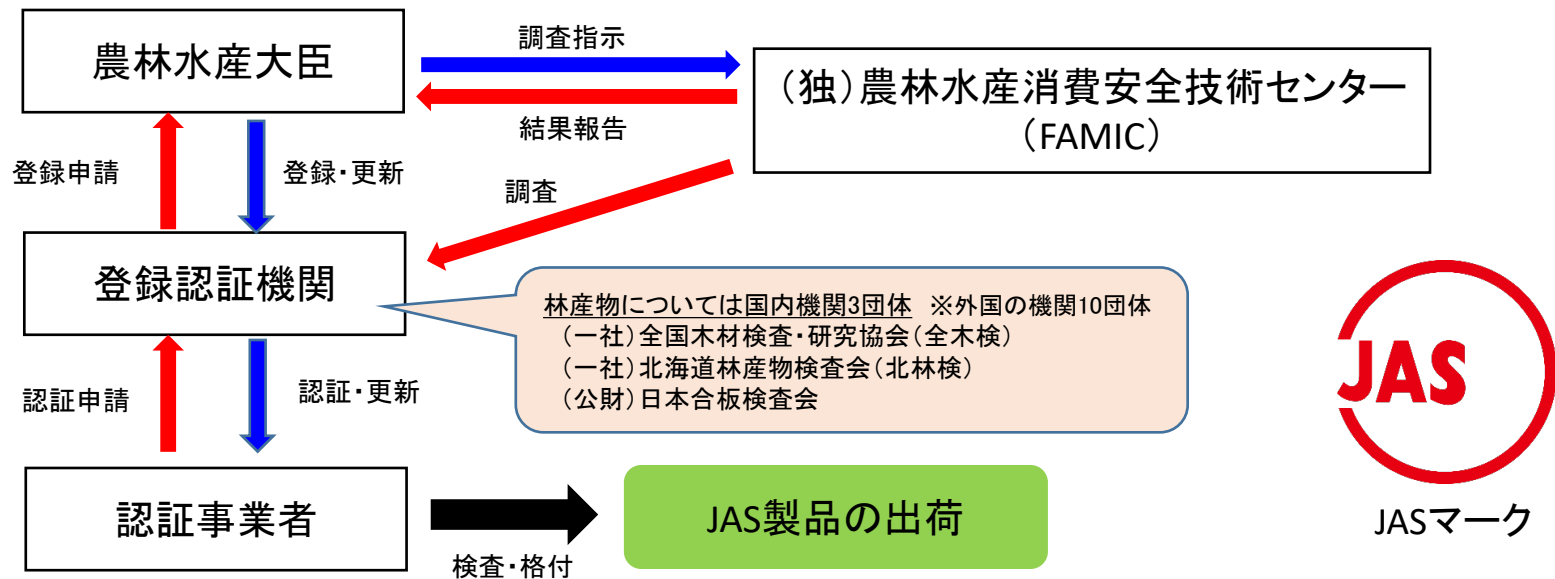 農林水産大臣
調査指示
(独)農林水産消費安全技術センター
(FAMIC)
結果報告
登録申請
登録・更新
調査
登録認証機関
林産物については国内機関3団体 ※外国の機関10団体
(一社)全国木材検査・研究協会(全木検)
(一社)北海道林産物検査会(北林検)
(公財)日本合板検査会
認証申請
認証・更新
JAS
JASマーク
認証事業者
検査・格付
JAS製品の出荷